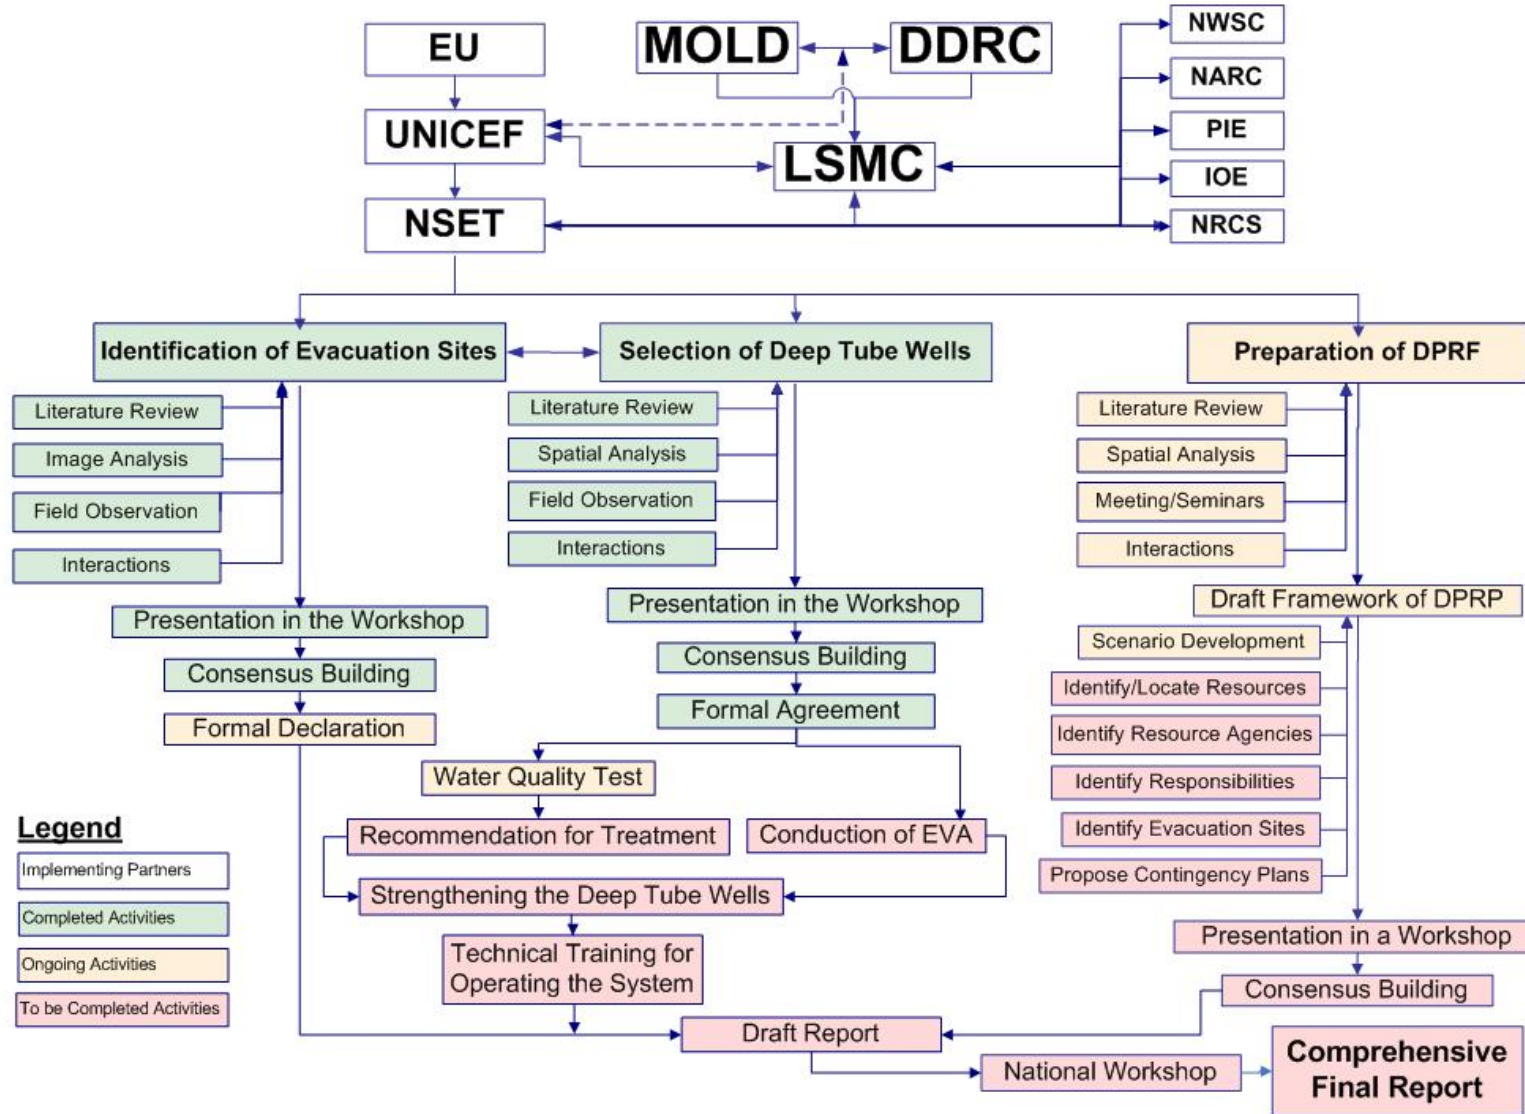 EU
MOLD
DDRC
NWSC
NARC
UNICEF
PIE
LSMC
IOE
NSET
NRCS
Identification of Evacuation Sites
Selection of Deep Tube Wells
Preparation of DPRF
Literature Review
Image Analysis
Field Observation
Interactions
Literature Review
Spatial Analysis
Field Observation
Interactions
Literature Review
Spatial Analysis
Meeting/Seminars
Interactions
Presentation in the Workshop
Consensus Building
Formal Declaration
Presentation in the Workshop
Consensus Building
Formal Agreement
Water Quality Test
Recommendation for Treatment
Conduction of EVA
Strengthening the Deep Tube Wells
Technical Training for
Operating the System
Draft Framework of DPRP
Scenario Development
Identify/Locate Resources
Identify Resource Agencies
Identify Responsibilities
Identify Evacuation Sites
Propose Contingency Plans
Presentation in a Workshop
Consensus Building
Draft Report
National Workshop
Comprehensive
Final Report
Legend
Implementing Partners
Completed Activities
Ongoing Activities
To be Completed Activities